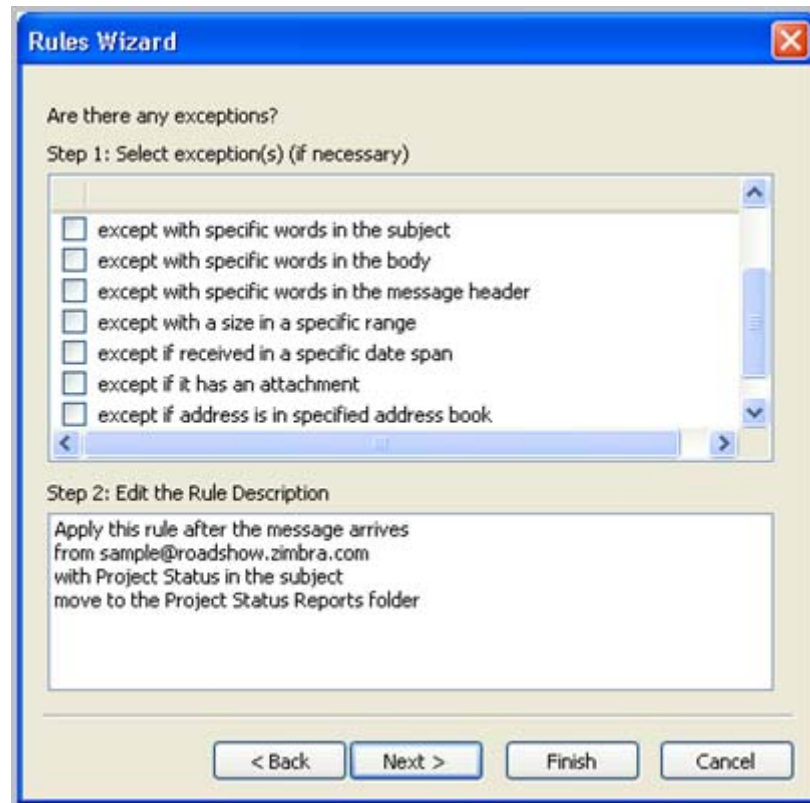 Rules Wizard
Are there any exceptions?
Step 1: Select exception(s) (if necessary)
except with specific words in the subject
except with specific words in the body
except with specific words in the message header
except with a size in a specific range
except if received in a specific date span
except if it has an attachment
except if address is in specified address book
Step 2: Edit the Rule Description
Apply this rule after the message arrives
from sample@roadshow.zimbra.com
with Project Status in the subject
move to the Project Status Reports folder
< Back Next > Finish Cancel